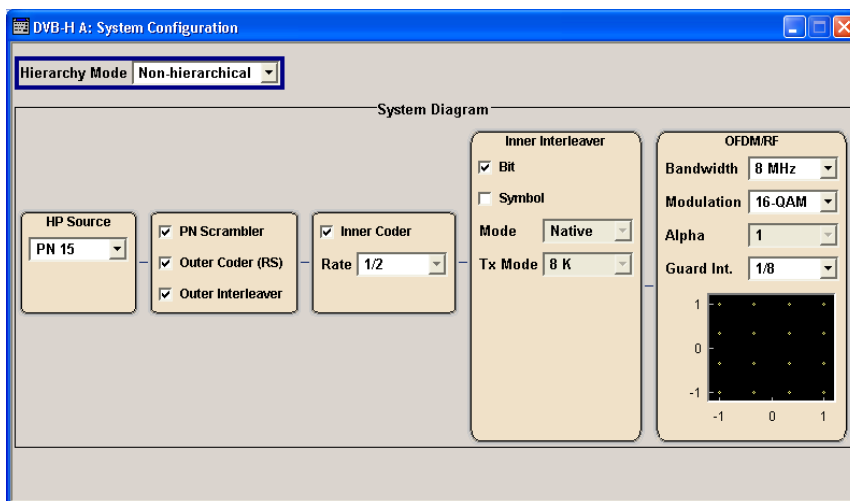 DVB-H A: System Configuration
Hierarchy Mode Non-hierarchical
System Diagram
HP Source
PN 15
PN Scrambler
Outer Coder (RS)
Outer Interleaver
Inner Coder
Rate 1/2
Inner Interleaver
Bit
Symbol
Mode Native
Tx Mode 8 K
OFDM/RF
Bandwidth 8 MHz
Modulation 16-QAM
Alpha 1
Guard Int. 1/8
1
0
-1
-1 0 1